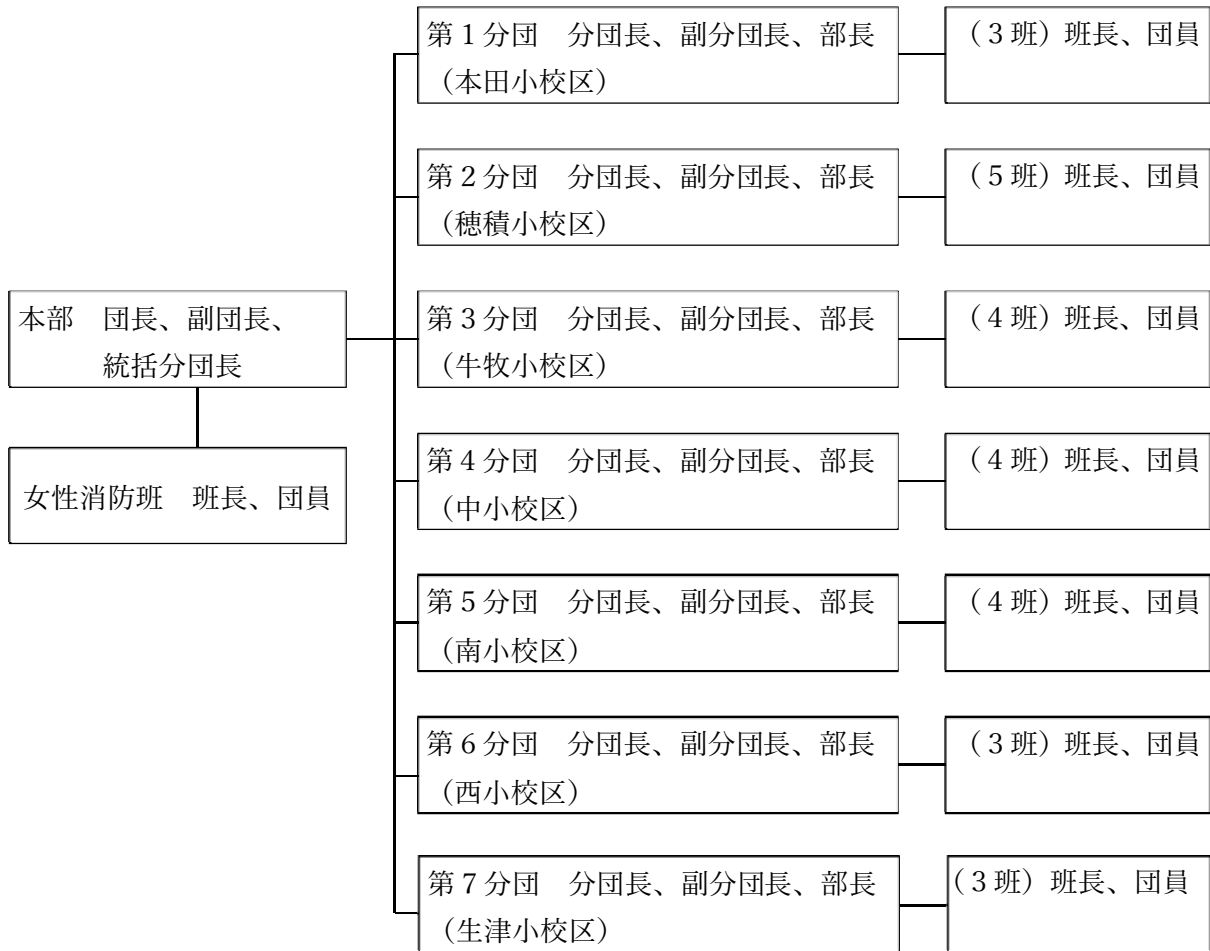 本部　団長、副団長、
統括分団長
女性消防班　班長、団員
第１分団　分団長、副分団長、部長
（本田小校区）
（３班）班長、団員
第２分団　分団長、副分団長、部長
（穂積小校区）
（５班）班長、団員
第３分団　分団長、副分団長、部長
（牛牧小校区）
（４班）班長、団員
第４分団　分団長、副分団長、部長
（中小校区）
（４班）班長、団員
第５分団　分団長、副分団長、部長
（南小校区）
（４班）班長、団員
第６分団　分団長、副分団長、部長
（西小校区）
（３班）班長、団員
第７分団　分団長、副分団長、部長
（生津小校区）
（３班）班長、団員